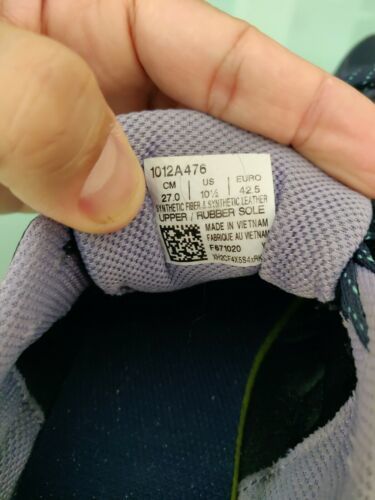 1012A476
CM US EURO
27.0 10½ 42.5
SYNTHETIC FIBER & SYNTHETIC LEATHER
UPPER / RUBBER SOLE
MADE IN VIETNAM
FABRIQUE AU VIETNAM
F671020